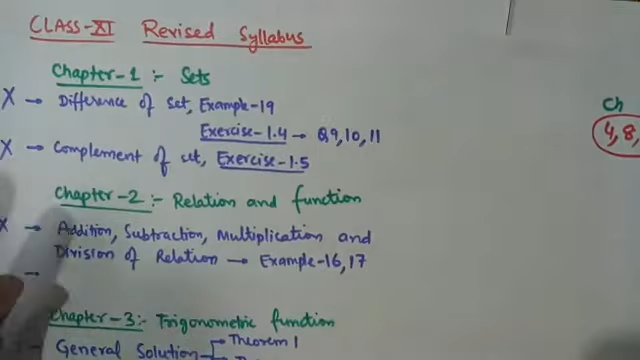 CLASS-XI Revised Syllabus
Chapter-1:- Sets
X → Difference of Set, Example-19
Exercise-1.4 → Q9,10,11
X → Complement of set, Exercise-1.5
Chapter-2:- Relation and function
X → Addition, Subtraction, Multiplication and
Division of Relation → Example-16,17
→
Chapter-3:- Trigonometric function
General Solution → Theorem 1
Ch
4,8,